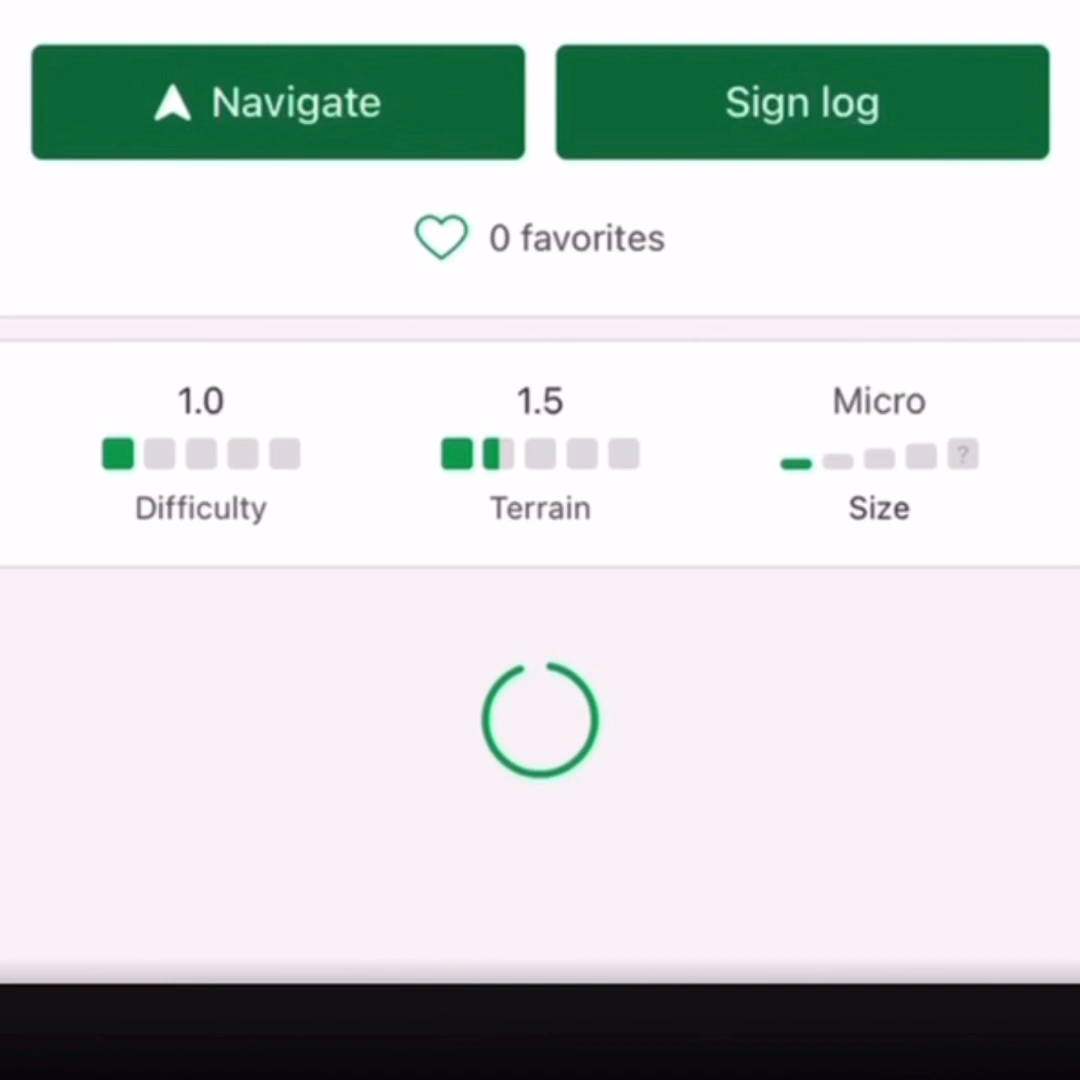 Navigate
Sign log
0 favorites
1.0
1.5
Micro
?
Difficulty
Terrain
Size